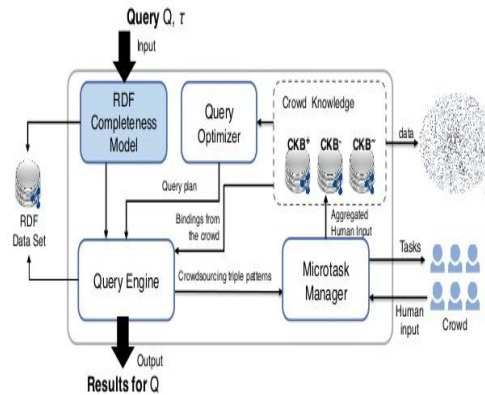 Query Q, τ
Input
RDF
Completeness
Model
Query
Optimizer
Crowd Knowledge
CKB+
CKB-
CKB~
data
RDF
Data Set
Query plan
Bindings from
the crowd
Aggregated
Human Input
Query Engine
Crowdsourcing triple patterns
Microtask
Manager
Tasks
Human
input
Crowd
Output
Results for Q